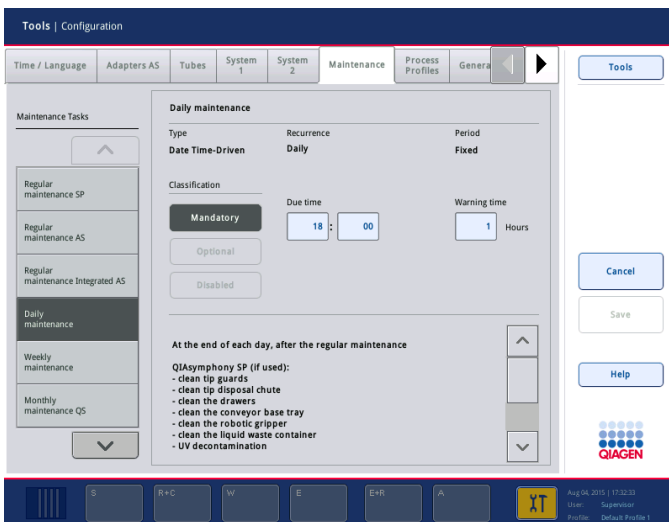 Tools | Configuration
Time / Language
Adapters AS
Tubes
System
1
System
2
Maintenance
Process
Profiles
Genera
Tools
Maintenance Tasks
Regular
maintenance SP
Regular
maintenance AS
Regular
maintenance Integrated AS
Daily
maintenance
Weekly
maintenance
Monthly
maintenance QS
Daily maintenance
Type
Recurrence
Period
Date Time-Driven
Daily
Fixed
Classification
Mandatory
Optional
Disabled
Due time
18 : 00
Warning time
1 Hours
At the end of each day, after the regular maintenance
QIAsymphony SP (if used):
- clean tip guards
- clean tip disposal chute
- clean the drawers
- clean the conveyor base tray
- clean the robotic gripper
- clean the liquid waste container
- UV decontamination
Cancel
Save
Help
QIAGEN
S
R+C
W
E
E+R
A
Aug 04, 2015 | 17:32:33
User: Supervisor
Profile: Default Profile 1